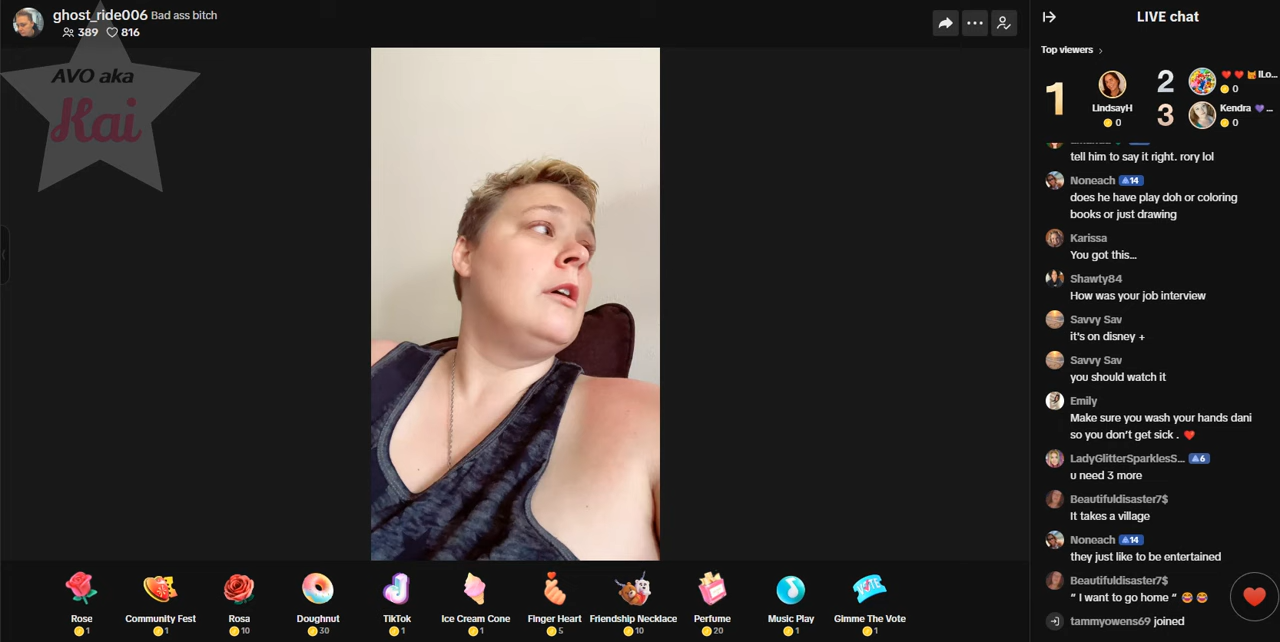 ghost_ride006 Bad ass bitch
389 816
AVO aka
Kai
LIVE chat
Top viewers
1
LindsayH
0
2
0
3
Kendra 💜...
0
tell him to say it right. rory lol
Noneach 14
does he have play doh or coloring
books or just drawing
Karissa
You got this...
Shawty84
How was your job interview
Savvy Sav
it's on disney +
Savvy Sav
you should watch it
Emily
Make sure you wash your hands dani
so you don't get sick . ❤️
LadyGlitterSparklesS... 6
u need 3 more
Beautifuldisaster7$
It takes a village
Noneach 14
they just like to be entertained
Beautifuldisaster7$
" I want to go home " 😂 😂
tammyowens69 joined
Rose
1
Community Fest
1
Rosa
10
Doughnut
30
TikTok
1
Ice Cream Cone
1
Finger Heart
5
Friendship Necklace
10
Perfume
20
Music Play
1
Gimme The Vote
1